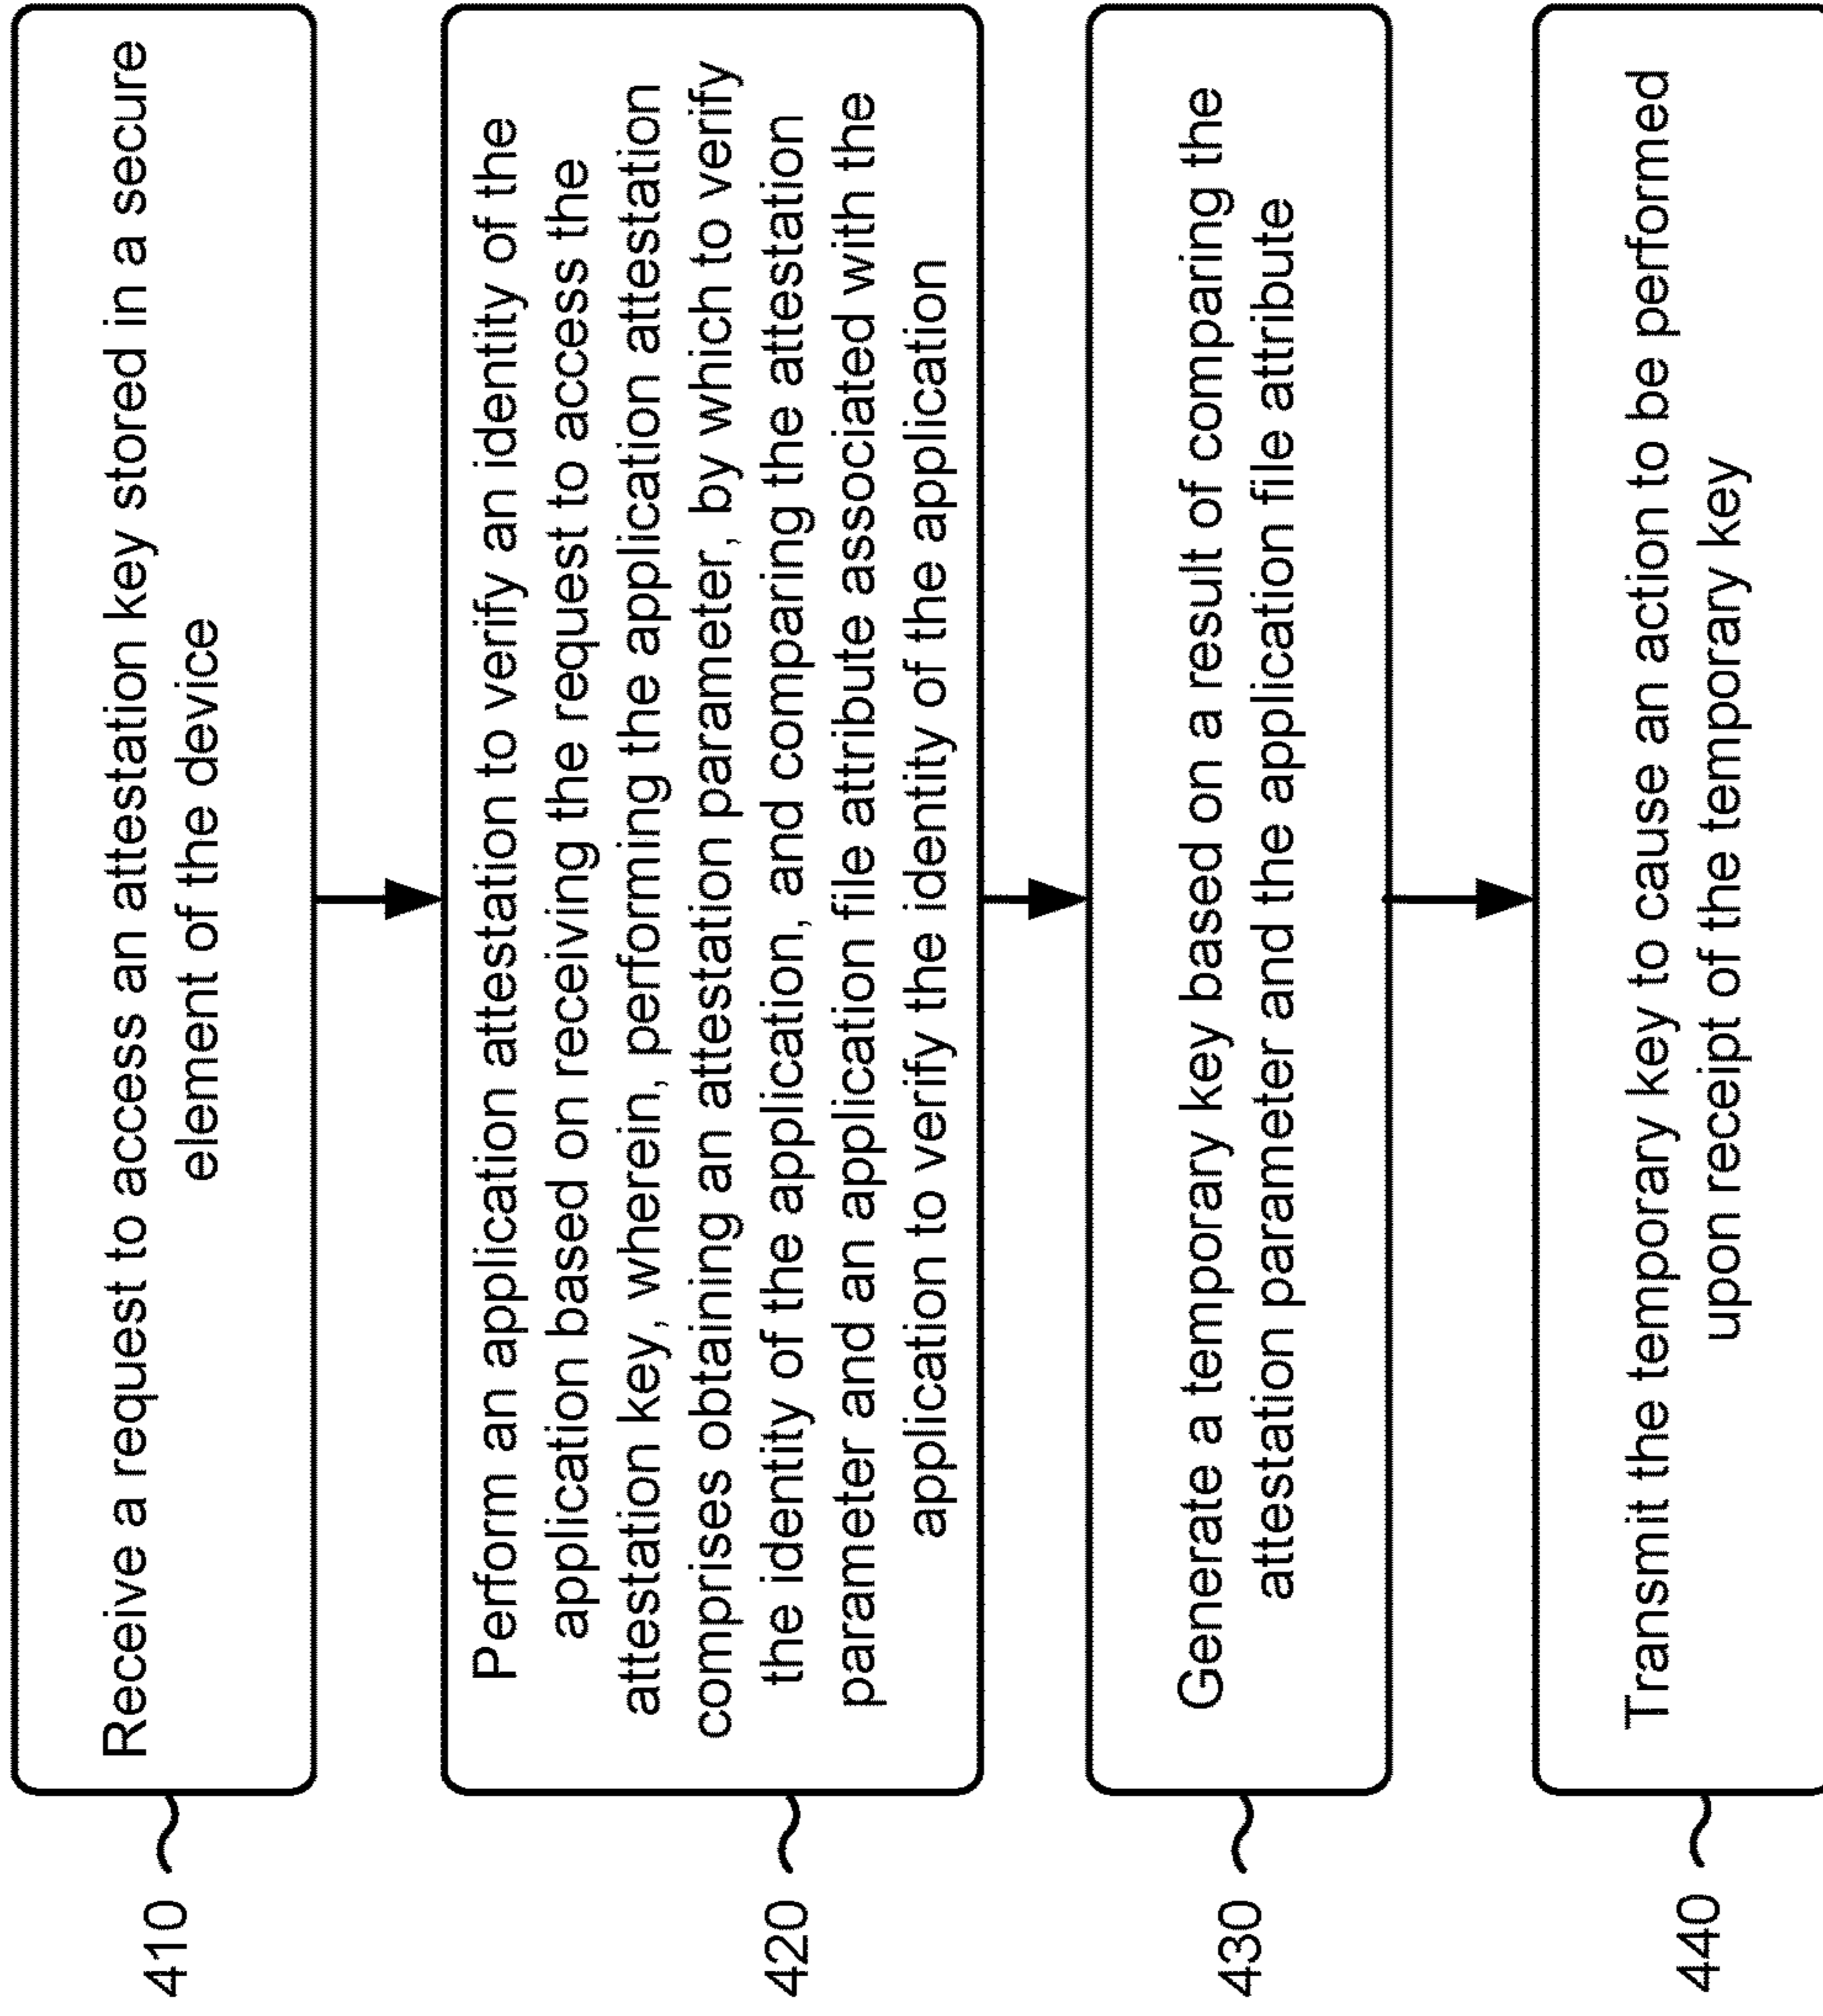 410
Receive a request to access an attestation key stored in a secure
element of the device
420
Perform an application attestation to verify an identity of the
application based on receiving the request to access the
attestation key, wherein, performing the application attestation
comprises obtaining an attestation parameter, by which to verify
the identity of the application, and comparing the attestation
parameter and an application file attribute associated with the
application to verify the identity of the application
430
Generate a temporary key based on a result of comparing the
attestation parameter and the application file attribute
440
Transmit the temporary key to cause an action to be performed
upon receipt of the temporary key